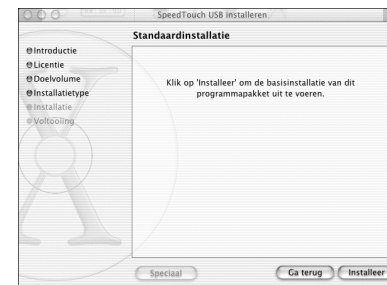 SpeedTouch USB installeren
Standaardinstallatie
Introductie
Licentie
Doelvolume
Installatietype
Installatie
Voltooiing
Klik op 'Installeer' om de basisinstallatie van dit
programmapakket uit te voeren.
Speciaal
Ga terug
Installeer